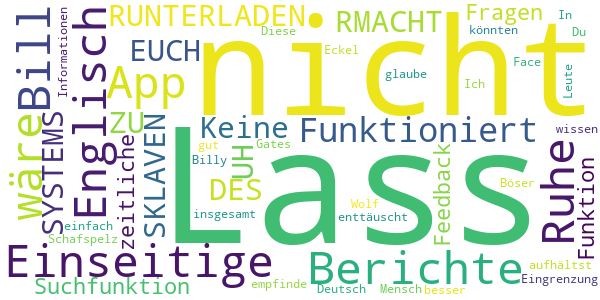 RUNTERLADEN
RMACHT
Fragen
In
Du
könnten
Diese
Informationen
Bill
Englisch
EUCH
nicht
Eckel
Face
Leute
App
glaube
Ich
wäre
SYSTEMS
ZU
SKLAVEN
Keine
Funktioniert
wissen
Lass
zeitliche
gut
Billy
Gates
UH
DES
Feedback
Ruhe
Funktion
Böser
Wolf
insgesamt
enttäuscht
einfach
Schafspelz
Einseitige
Berichte
aufhältst
Eingrenzung
Suchfunktion
empfinde
Deutsch
Mensch
besser